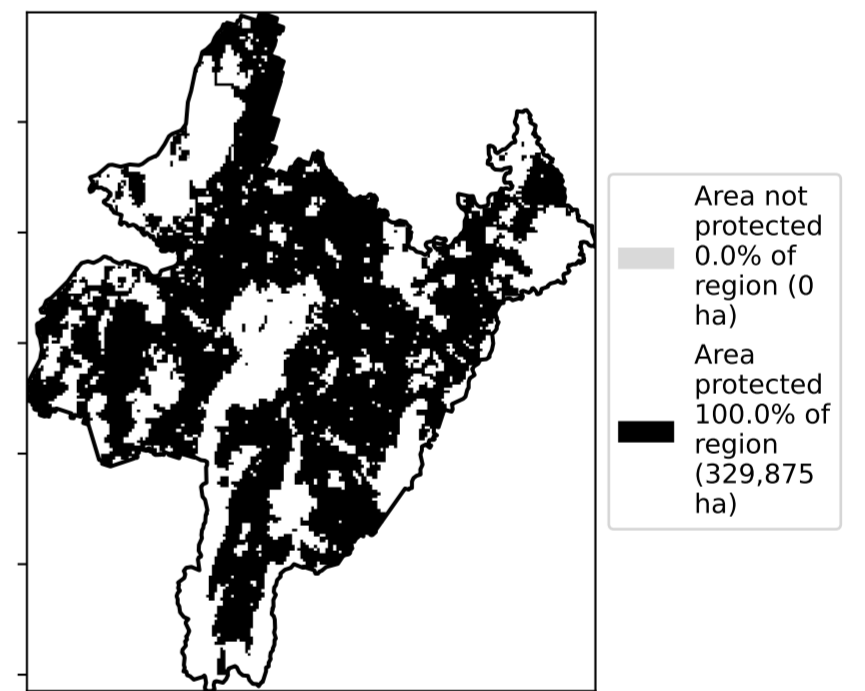 Area not
protected
0.0% of
region (0
ha)
Area
protected
100.0% of
region
(329,875
ha)